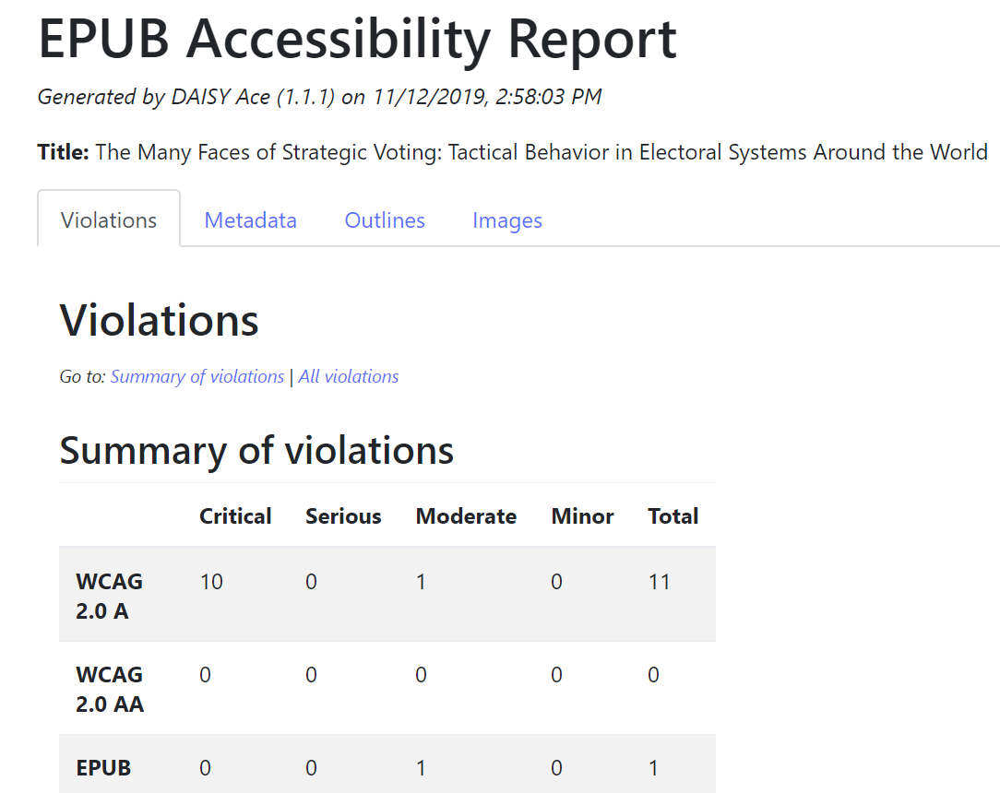 EPUB Accessibility Report
Generated by DAISY Ace (1.1.1) on 11/12/2019, 2:58:03 PM
Title: The Many Faces of Strategic Voting: Tactical Behavior in Electoral Systems Around the World
Violations Metadata Outlines Images
Violations
Go to: Summary of violations | All violations
Summary of violations
Critical Serious Moderate Minor Total
WCAG 2.0 A 10 0 1 0 11
WCAG 2.0 AA 0 0 0 0 0
EPUB 0 0 1 0 1